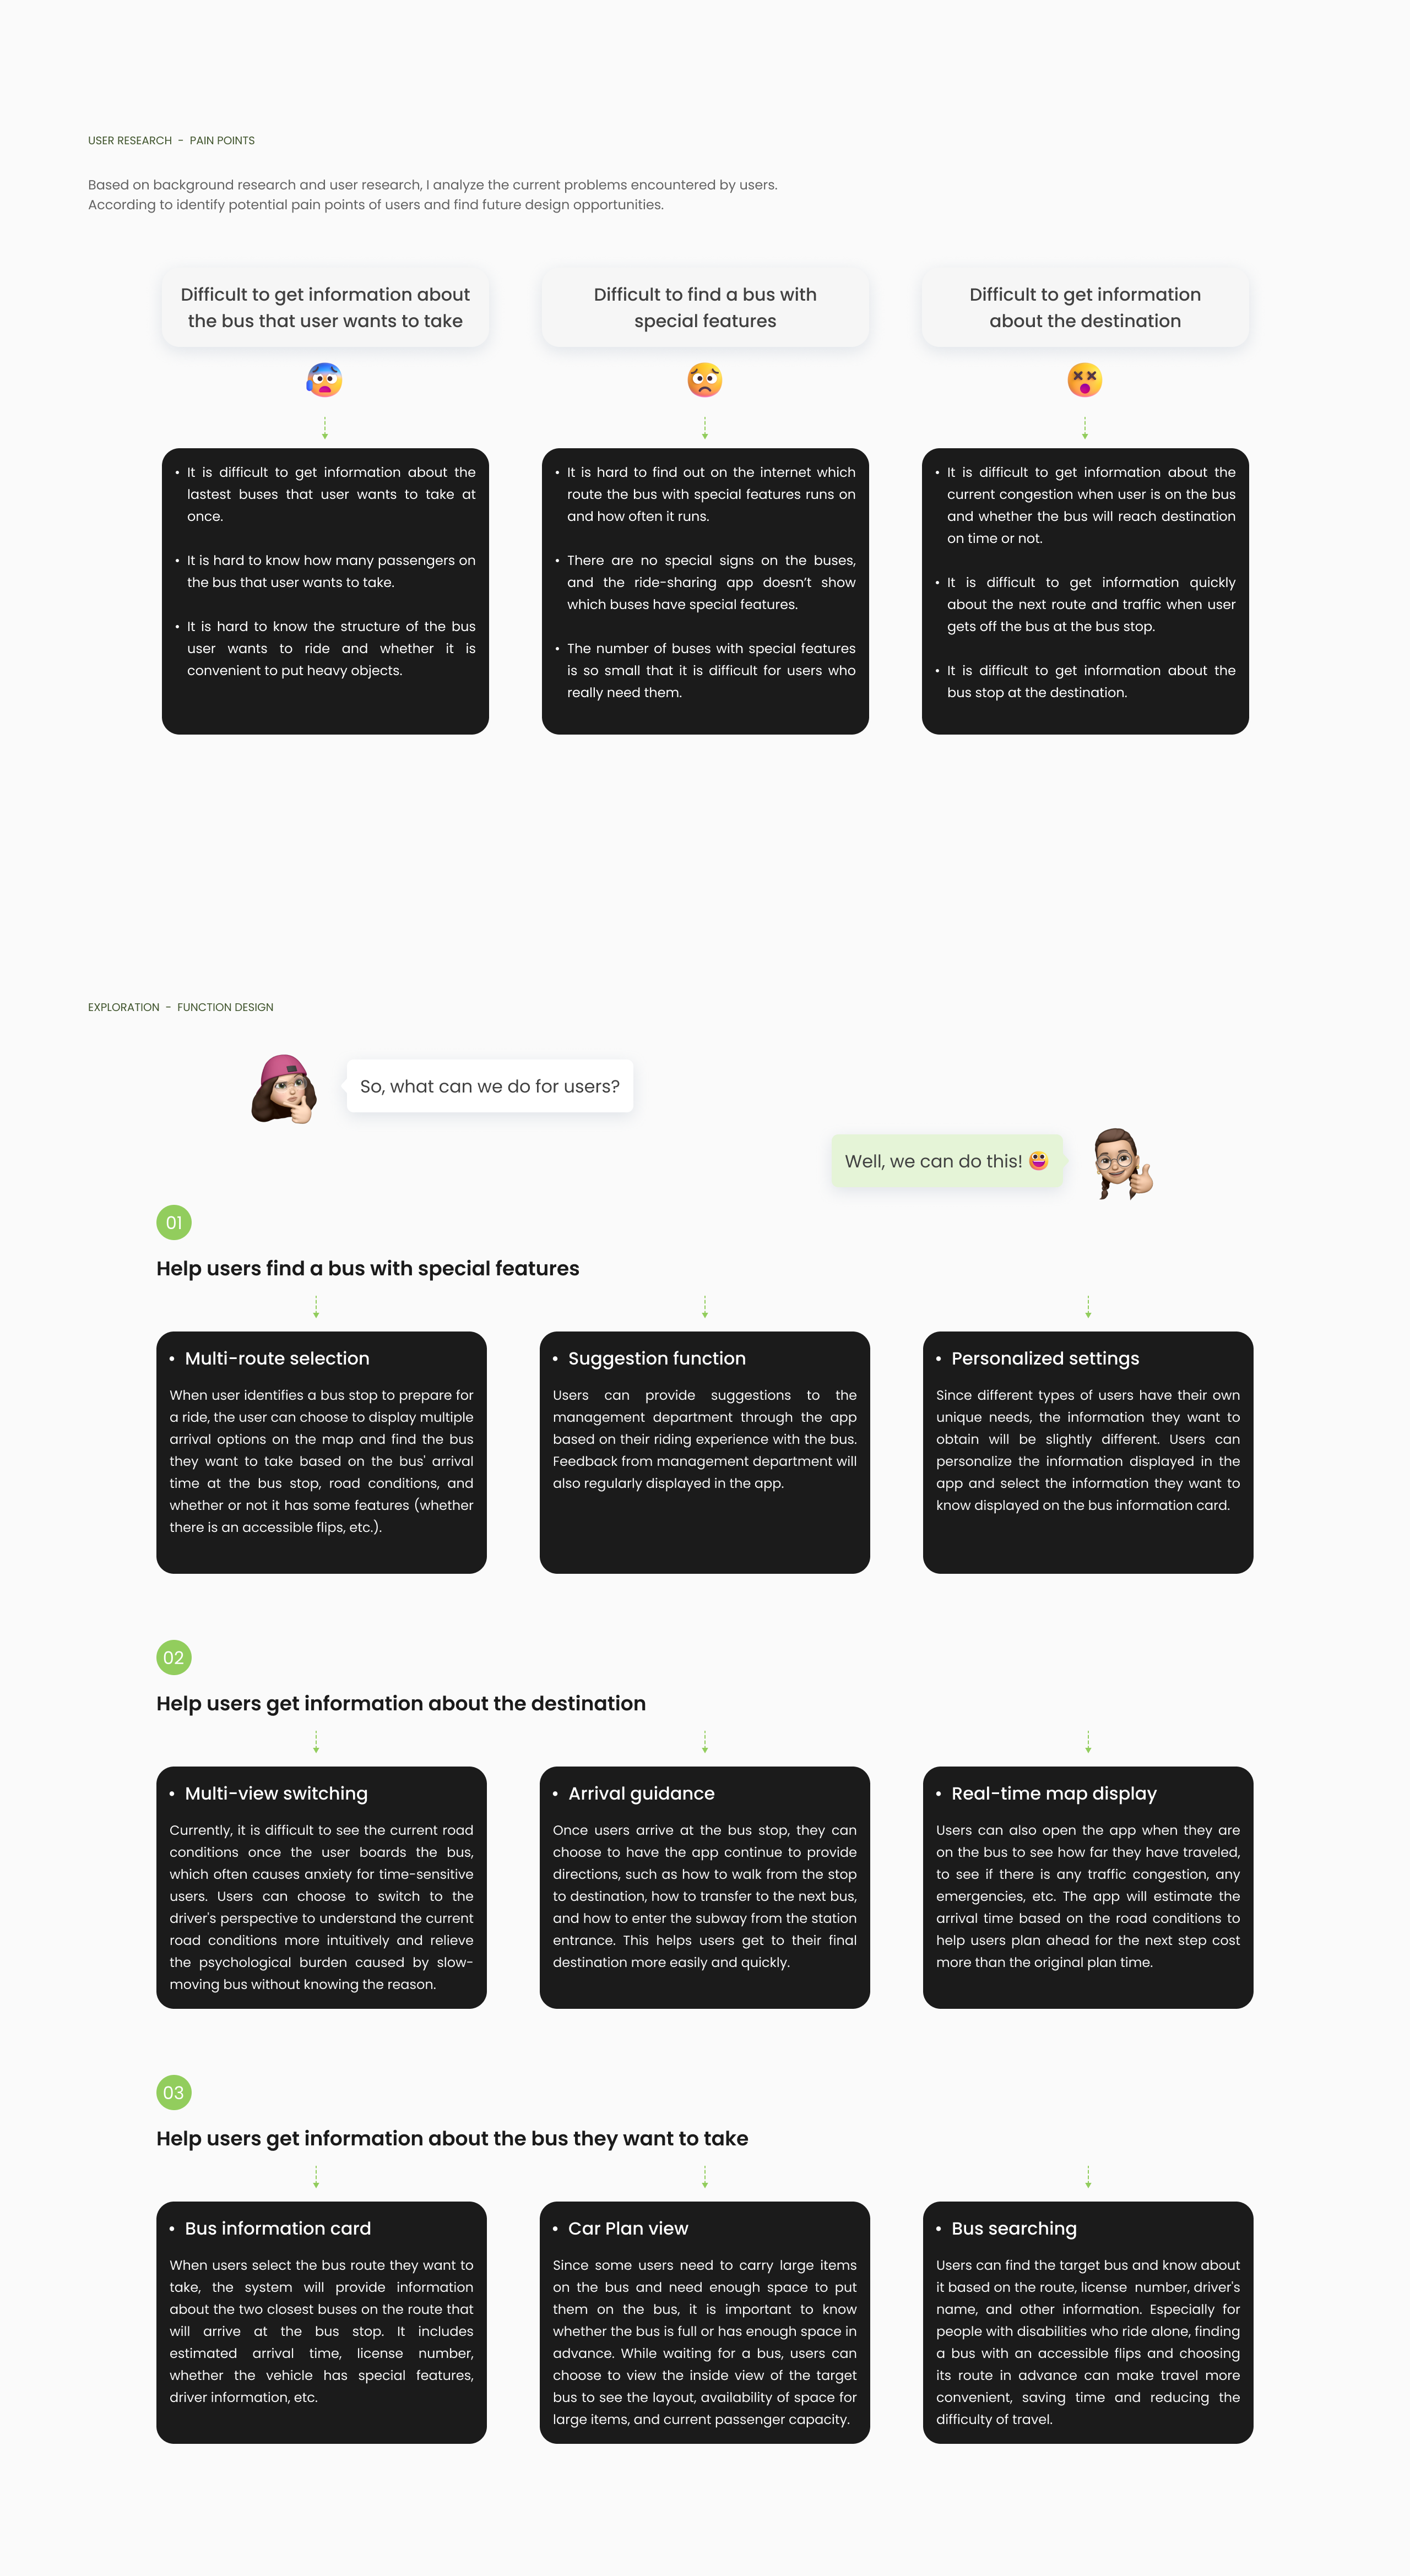 USER RESEARCH - PAIN POINTS
Based on background research and user research, I analyze the current problems encountered by users.
According to identify potential pain points of users and find future design opportunities.
Difficult to get information about
the bus that user wants to take
Difficult to find a bus with
special features
Difficult to get information
about the destination
• It is difficult to get information about the
lastest buses that user wants to take at
once.
• It is hard to know how many passengers on
the bus that user wants to take.
• It is hard to know the structure of the bus
user wants to ride and whether it is
convenient to put heavy objects.
• It is hard to find out on the internet which
route the bus with special features runs on
and how often it runs.
• There are no special signs on the buses,
and the ride-sharing app doesn’t show
which buses have special features.
• The number of buses with special features
is so small that it is difficult for users who
really need them.
• It is difficult to get information about the
current congestion when user is on the bus
and whether the bus will reach destination
on time or not.
• It is difficult to get information quickly
about the next route and traffic when user
gets off the bus at the bus stop.
• It is difficult to get information about the
bus stop at the destination.
EXPLORATION - FUNCTION DESIGN
So, what can we do for users?
Well, we can do this! 😀
01
Help users find a bus with special features
• Multi-route selection
When user identifies a bus stop to prepare for
a ride, the user can choose to display multiple
arrival options on the map and find the bus
they want to take based on the bus' arrival
time at the bus stop, road conditions, and
whether or not it has some features (whether
there is an accessible flips, etc.).
• Suggestion function
Users can provide suggestions to the
management department through the app
based on their riding experience with the bus.
Feedback from management department will
also regularly displayed in the app.
• Personalized settings
Since different types of users have their own
unique needs, the information they want to
obtain will be slightly different. Users can
personalize the information displayed in the
app and select the information they want to
know displayed on the bus information card.
02
Help users get information about the destination
• Multi-view switching
Currently, it is difficult to see the current road
conditions once the user boards the bus,
which often causes anxiety for time-sensitive
users. Users can choose to switch to the
driver's perspective to understand the current
road conditions more intuitively and relieve
the psychological burden caused by slow-
moving bus without knowing the reason.
• Arrival guidance
Once users arrive at the bus stop, they can
choose to have the app continue to provide
directions, such as how to walk from the stop
to destination, how to transfer to the next bus,
and how to enter the subway from the station
entrance. This helps users get to their final
destination more easily and quickly.
• Real-time map display
Users can also open the app when they are
on the bus to see how far they have traveled,
to see if there is any traffic congestion, any
emergencies, etc. The app will estimate the
arrival time based on the road conditions to
help users plan ahead for the next step cost
more than the original plan time.
03
Help users get information about the bus they want to take
• Bus information card
When users select the bus route they want to
take, the system will provide information
about the two closest buses on the route that
will arrive at the bus stop. It includes
estimated arrival time, license number,
whether the vehicle has special features,
driver information, etc.
• Car Plan view
Since some users need to carry large items
on the bus and need enough space to put
them on the bus, it is important to know
whether the bus is full or has enough space in
advance. While waiting for a bus, users can
choose to view the inside view of the target
bus to see the layout, availability of space for
large items, and current passenger capacity.
• Bus searching
Users can find the target bus and know about
it based on the route, license number, driver's
name, and other information. Especially for
people with disabilities who ride alone, finding
a bus with an accessible flips and choosing
its route in advance can make travel more
convenient, saving time and reducing the
difficulty of travel.